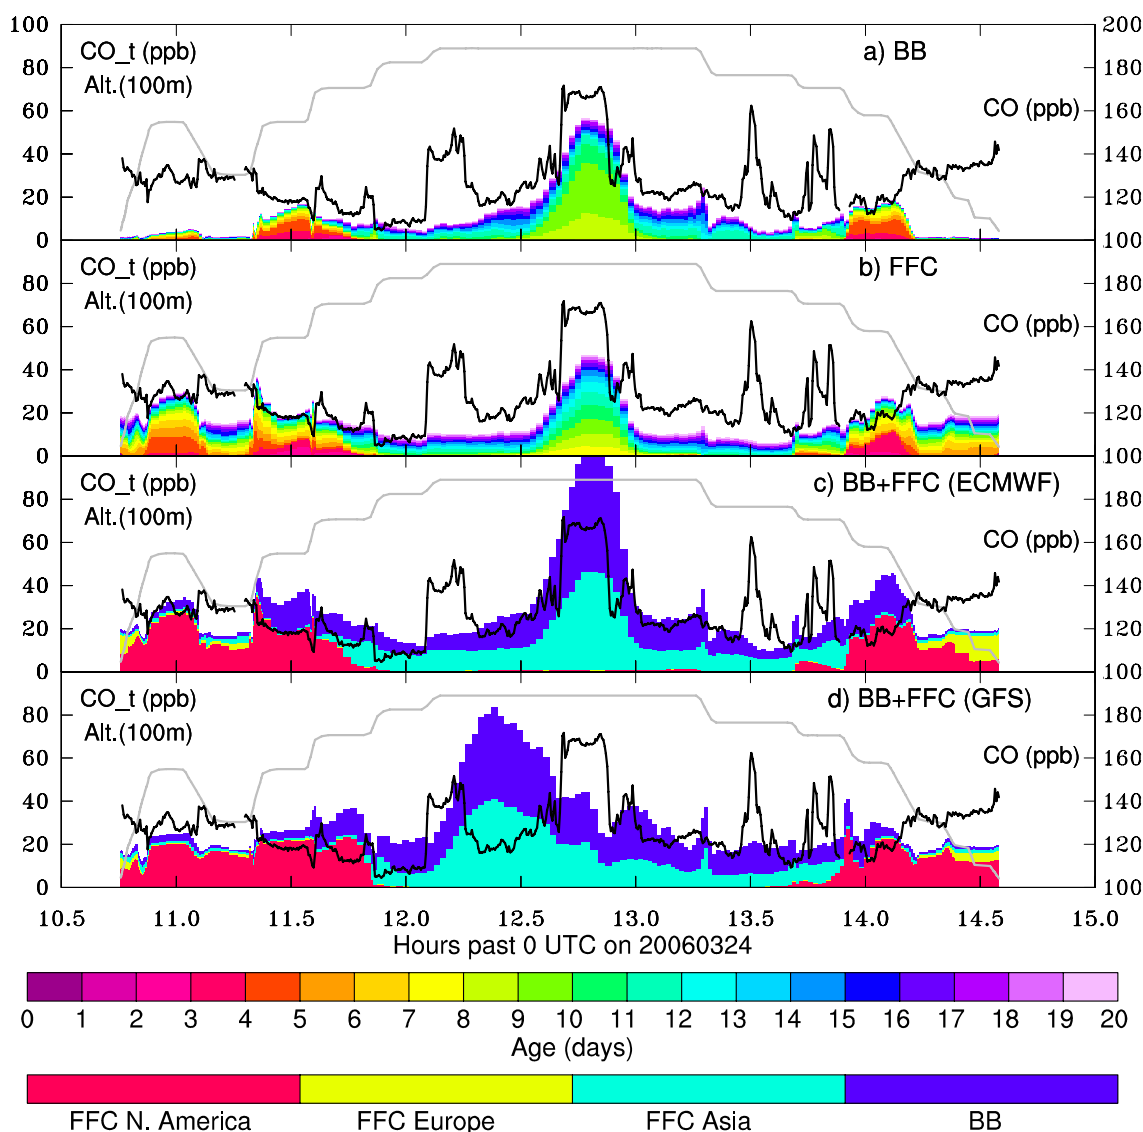 100 200
CO_t (ppb) a) BB
80 180
Alt.(100m)
CO (ppb)
60 160
40 140
20 120
0 100
CO_t (ppb) b) FFC
80 180
Alt.(100m)
CO (ppb)
60 160
40 140
20 120
0 100
CO_t (ppb) c) BB+FFC (ECMWF)
80 180
Alt.(100m)
CO (ppb)
60 160
40 140
20 120
0 100
CO_t (ppb) d) BB+FFC (GFS)
80 180
Alt.(100m)
CO (ppb)
60 160
40 140
20 120
0 100
10.5 11.0 11.5 12.0 12.5 13.0 13.5 14.0 14.5 15.0
Hours past 0 UTC on 20060324
0 1 2 3 4 5 6 7 8 9 10 11 12 13 14 15 16 17 18 19 20
Age (days)
FFC N. America FFC Europe FFC Asia BB